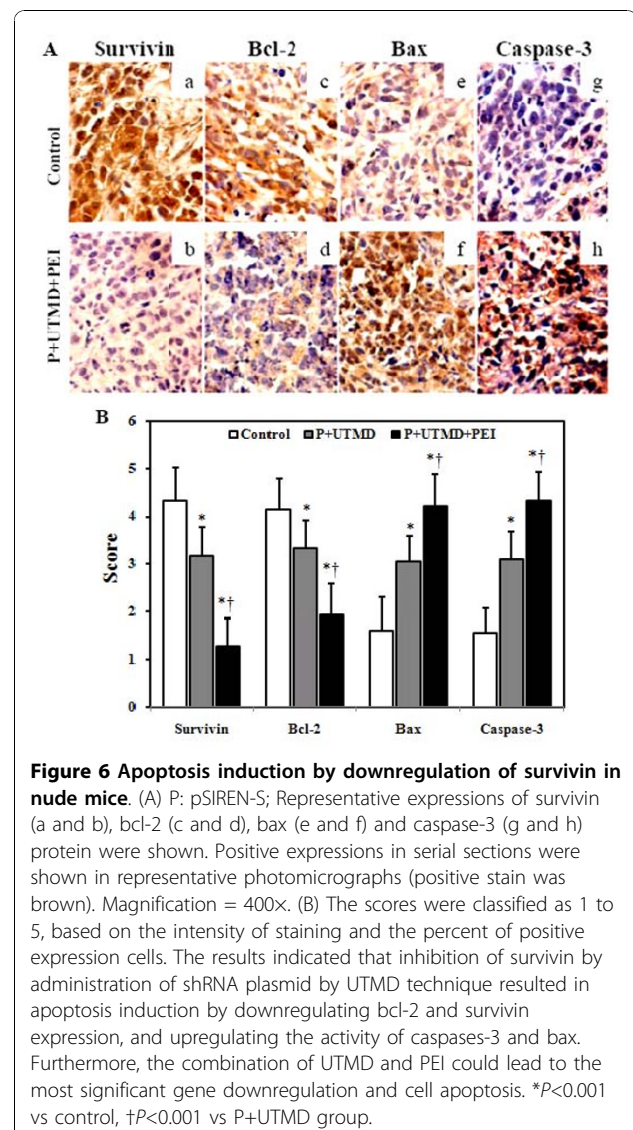 A Survivin Bcl-2 Bax Caspase-3
a c e g
Control
b d f h
P+UTMD+PEI
B
6
Control P+UTMD P+UTMD+PEI
5
4
3
2
1
0
Score
* *† * *† * *† * *†
Survivin Bcl-2 Bax Caspase-3
Figure 6 Apoptosis induction by downregulation of survivin in
nude mice. (A) P: pSIREN-S; Representative expressions of survivin
(a and b), bcl-2 (c and d), bax (e and f) and caspase-3 (g and h)
protein were shown. Positive expressions in serial sections were
shown in representative photomicrographs (positive stain was
brown). Magnification = 400×. (B) The scores were classified as 1 to
5, based on the intensity of staining and the percent of positive
expression cells. The results indicated that inhibition of survivin by
administration of shRNA plasmid by UTMD technique resulted in
apoptosis induction by downregulating bcl-2 and survivin
expression, and upregulating the activity of caspases-3 and bax.
Furthermore, the combination of UTMD and PEI could lead to the
most significant gene downregulation and cell apoptosis. *P<0.001
vs control, †P<0.001 vs P+UTMD group.